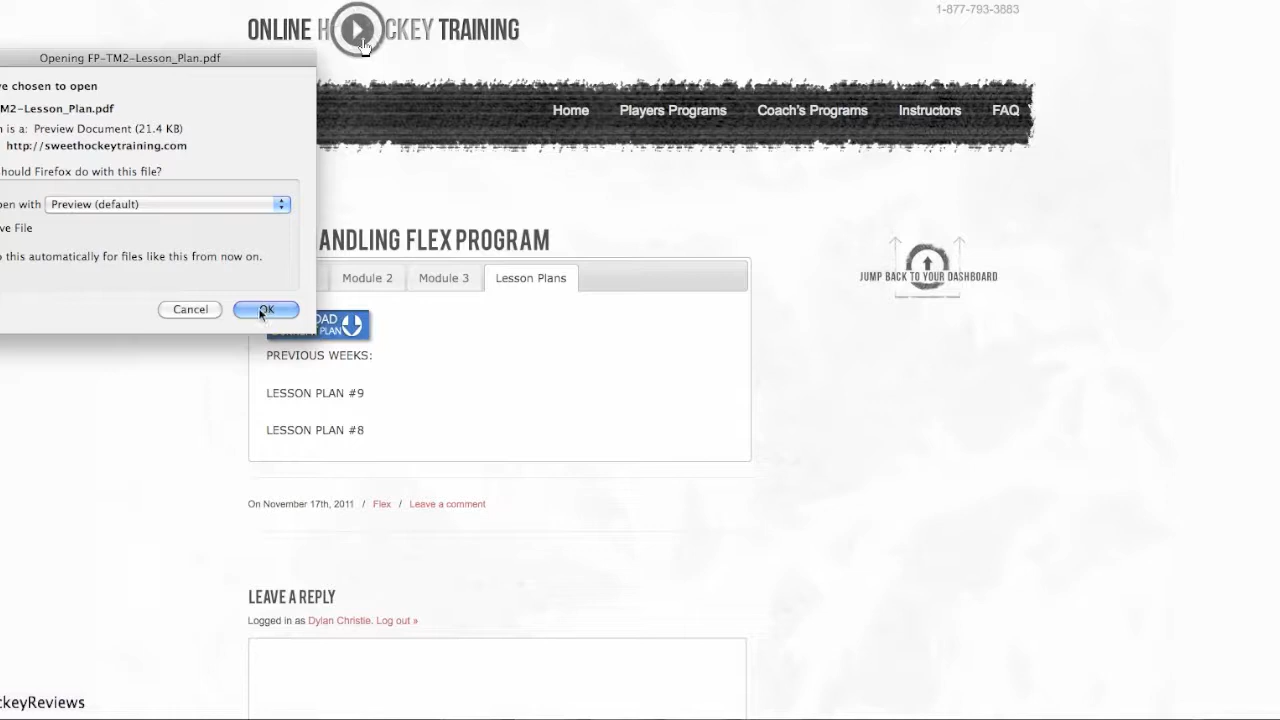 1-877-793-3883
ONLINE H CKEY TRAINING
Opening FP-TM2-Lesson_Plan.pdf
ve chosen to open
M2-Lesson_Plan.pdf
n is a: Preview Document (21.4 KB)
http://sweethockeytraining.com
hould Firefox do with this file?
pen with Preview (default)
ve File
o this automatically for files like this from now on.
Cancel OK
Home Players Programs Coach's Programs Instructors FAQ
ANDLING FLEX PROGRAM
Module 2 Module 3 Lesson Plans
JUMP BACK TO YOUR DASHBOARD
OAD
PLAN
PREVIOUS WEEKS:
LESSON PLAN #9
LESSON PLAN #8
On November 17th, 2011 / Flex / Leave a comment
LEAVE A REPLY
Logged in as Dylan Christie. Log out »
ckeyReviews